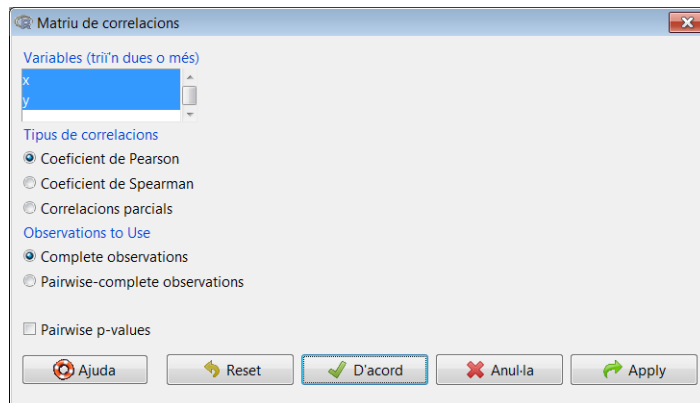 Matriu de correlacions
Variables (triï'n dues o més)
x
y
Tipus de correlacions
Coeficient de Pearson
Coeficient de Spearman
Correlacions parcials
Observations to Use
Complete observations
Pairwise-complete observations
Pairwise p-values
Ajuda Reset D'acord Anul·la Apply